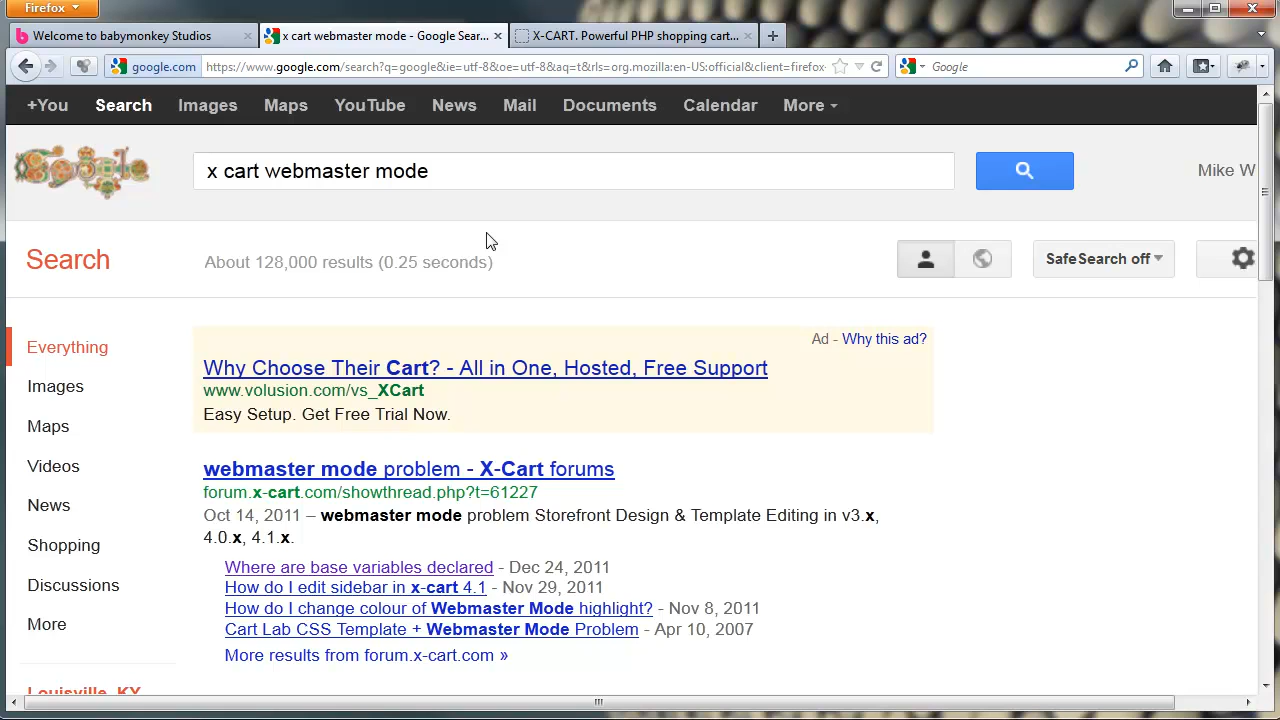 Firefox
Welcome to babymonkey Studios
x cart webmaster mode - Google Sear...
X-CART. Powerful PHP shopping cart...
google.com
https://www.google.com/search?q=google&ie=utf-8&oe=utf-8&aq=t&rls=org.mozilla:en-US:official&client=firefox-
Google
+You
Search
Images
Maps
YouTube
News
Mail
Documents
Calendar
More
Google
x cart webmaster mode
Mike W
Search
About 128,000 results (0.25 seconds)
SafeSearch off
Everything
Images
Maps
Videos
News
Shopping
Discussions
More
Louisville, KY
Ad - Why this ad?
Why Choose Their Cart? - All in One, Hosted, Free Support
www.volusion.com/vs_XCart
Easy Setup. Get Free Trial Now.
webmaster mode problem - X-Cart forums
forum.x-cart.com/showthread.php?t=61227
Oct 14, 2011 – webmaster mode problem Storefront Design & Template Editing in v3.x,
4.0.x, 4.1.x.
Where are base variables declared - Dec 24, 2011
How do I edit sidebar in x-cart 4.1 - Nov 29, 2011
How do I change colour of Webmaster Mode highlight? - Nov 8, 2011
Cart Lab CSS Template + Webmaster Mode Problem - Apr 10, 2007
More results from forum.x-cart.com »